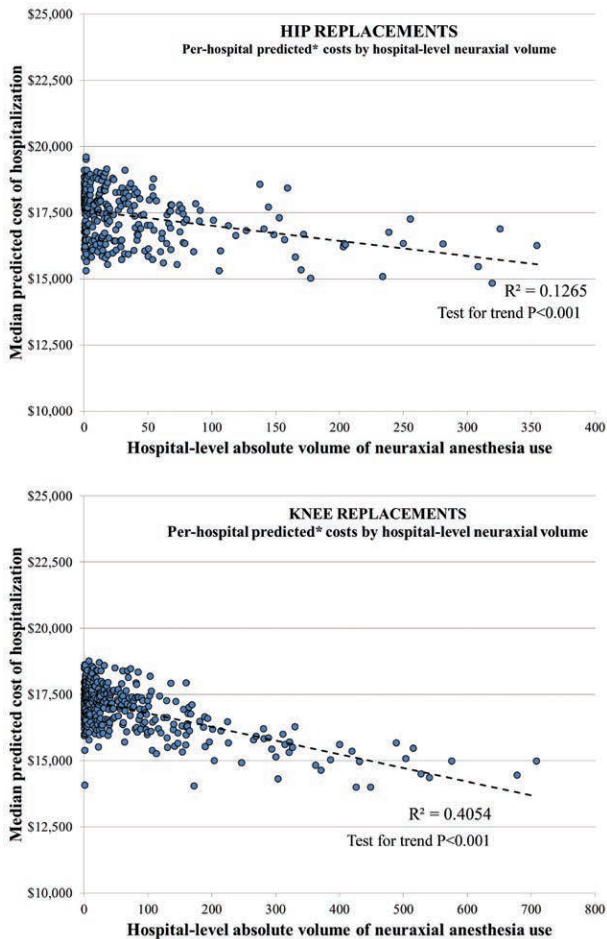 HIP REPLACEMENTS
Per-hospital predicted* costs by hospital-level neuraxial volume
Median predicted cost of hospitalization
$25,000
$22,500
$20,000
$17,500
$15,000
$12,500
$10,000
R² = 0.1265
Test for trend P<0.001
0 50 100 150 200 250 300 350 400
Hospital-level absolute volume of neuraxial anesthesia use
KNEE REPLACEMENTS
Per-hospital predicted* costs by hospital-level neuraxial volume
Median predicted cost of hospitalization
$25,000
$22,500
$20,000
$17,500
$15,000
$12,500
$10,000
R² = 0.4054
Test for trend P<0.001
0 100 200 300 400 500 600 700 800
Hospital-level absolute volume of neuraxial anesthesia use